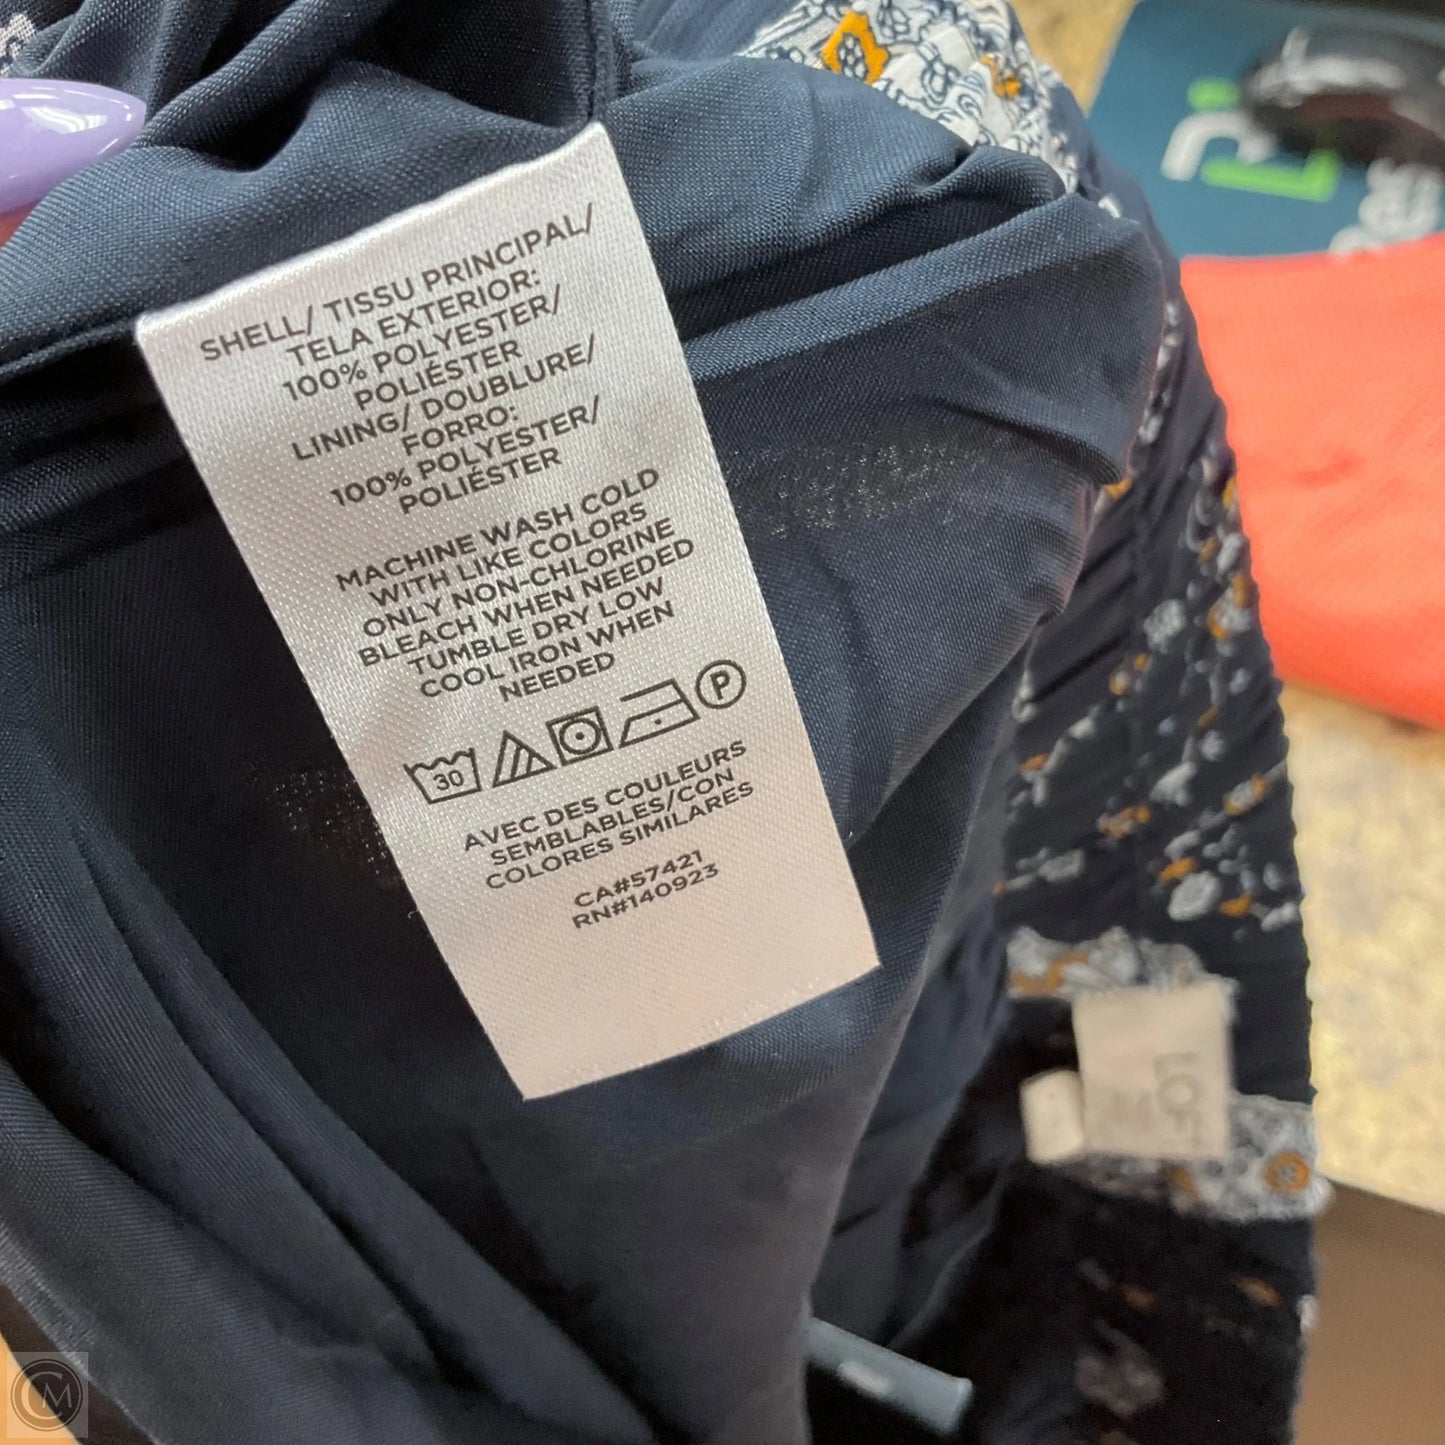 SHELL/ TISSU PRINCIPAL/
TELA EXTERIOR:
100% POLYESTER/
POLIÉSTER
LINING/ DOUBLURE/
FORRO:
100% POLYESTER/
POLIÉSTER
MACHINE WASH COLD
WITH LIKE COLORS
ONLY NON-CHLORINE
BLEACH WHEN NEEDED
TUMBLE DRY LOW
COOL IRON WHEN
NEEDED
30
P
AVEC DES COULEURS
SEMBLABLES/CON
COLORES SIMILARES
CA#57421
RN#140923
LOFT